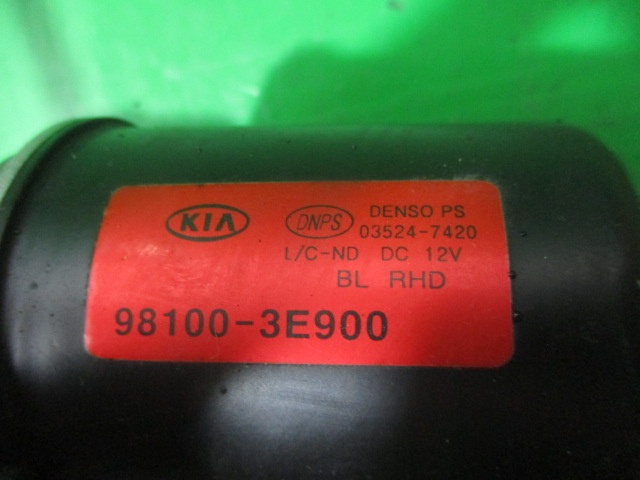 KIA DNPS DENSO PS
03524-7420
L/C-ND DC 12V
BL RHD
98100-3E900